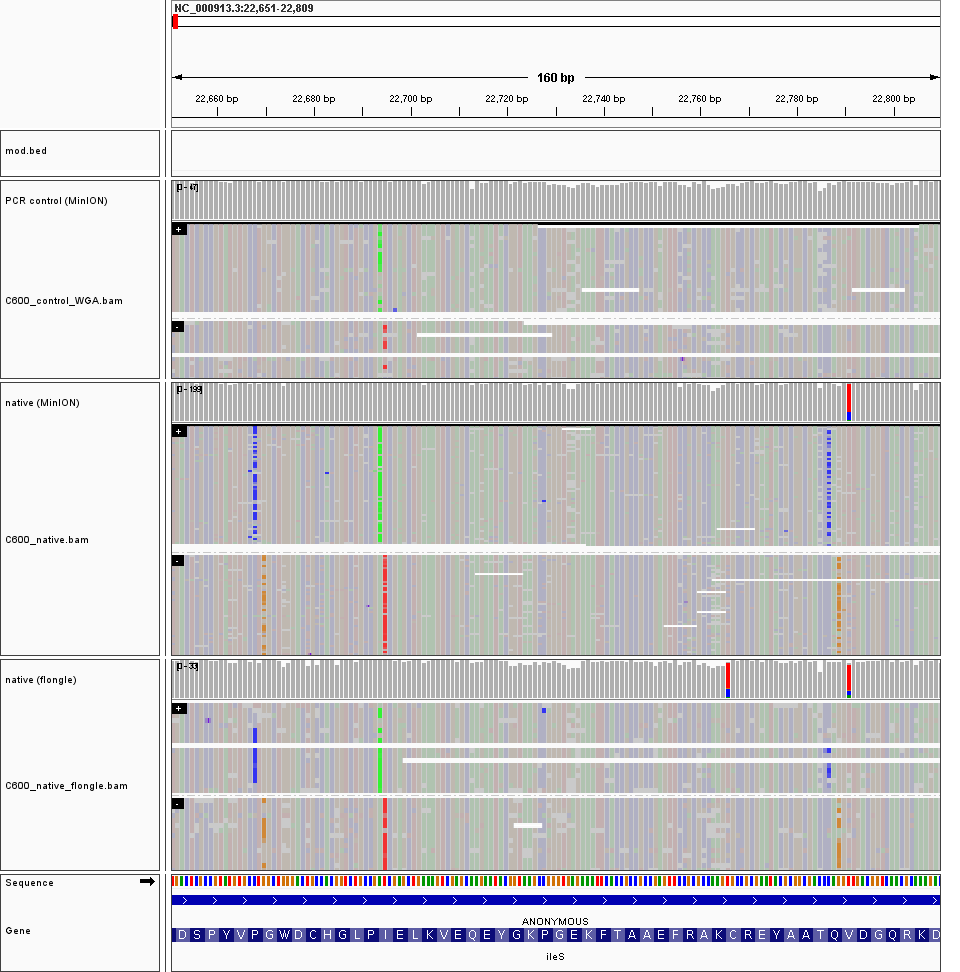 NC_000913.3:22,651-22,809
160 bp
22,660 bp 22,680 bp 22,700 bp 22,720 bp 22,740 bp 22,760 bp 22,780 bp 22,800 bp
mod.bed
[0 - 47]
PCR control (MinION)
+
C600_control_WGA.bam
-
[0 - 199]
native (MinION)
+
C600_native.bam
-
[0 - 33]
native (flongle)
+
C600_native_flongle.bam
-
Sequence
ANONYMOUS
Gene
D S P Y V P G W D C H G L P I E L K V E Q E Y G K P G E K F T A A E F R A K C R E Y A A T Q V D G Q R K D
ileS